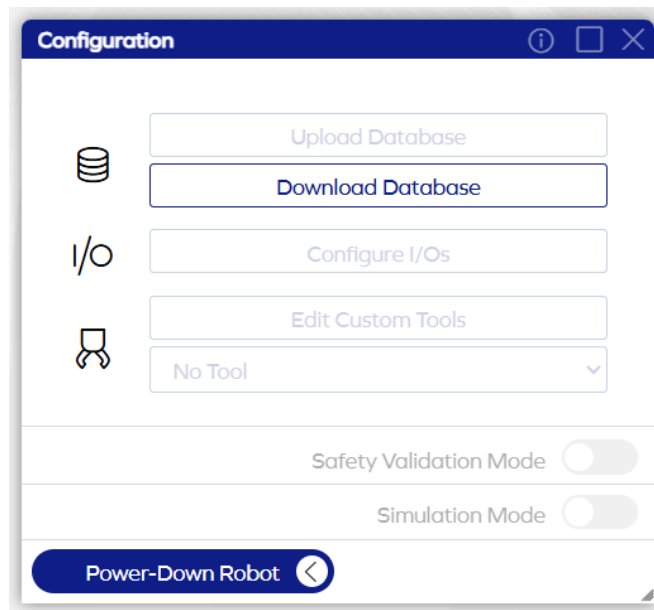 Configuration
Upload Database
Download Database
I/O
Configure I/Os
Edit Custom Tools
No Tool
Safety Validation Mode
Simulation Mode
Power-Down Robot